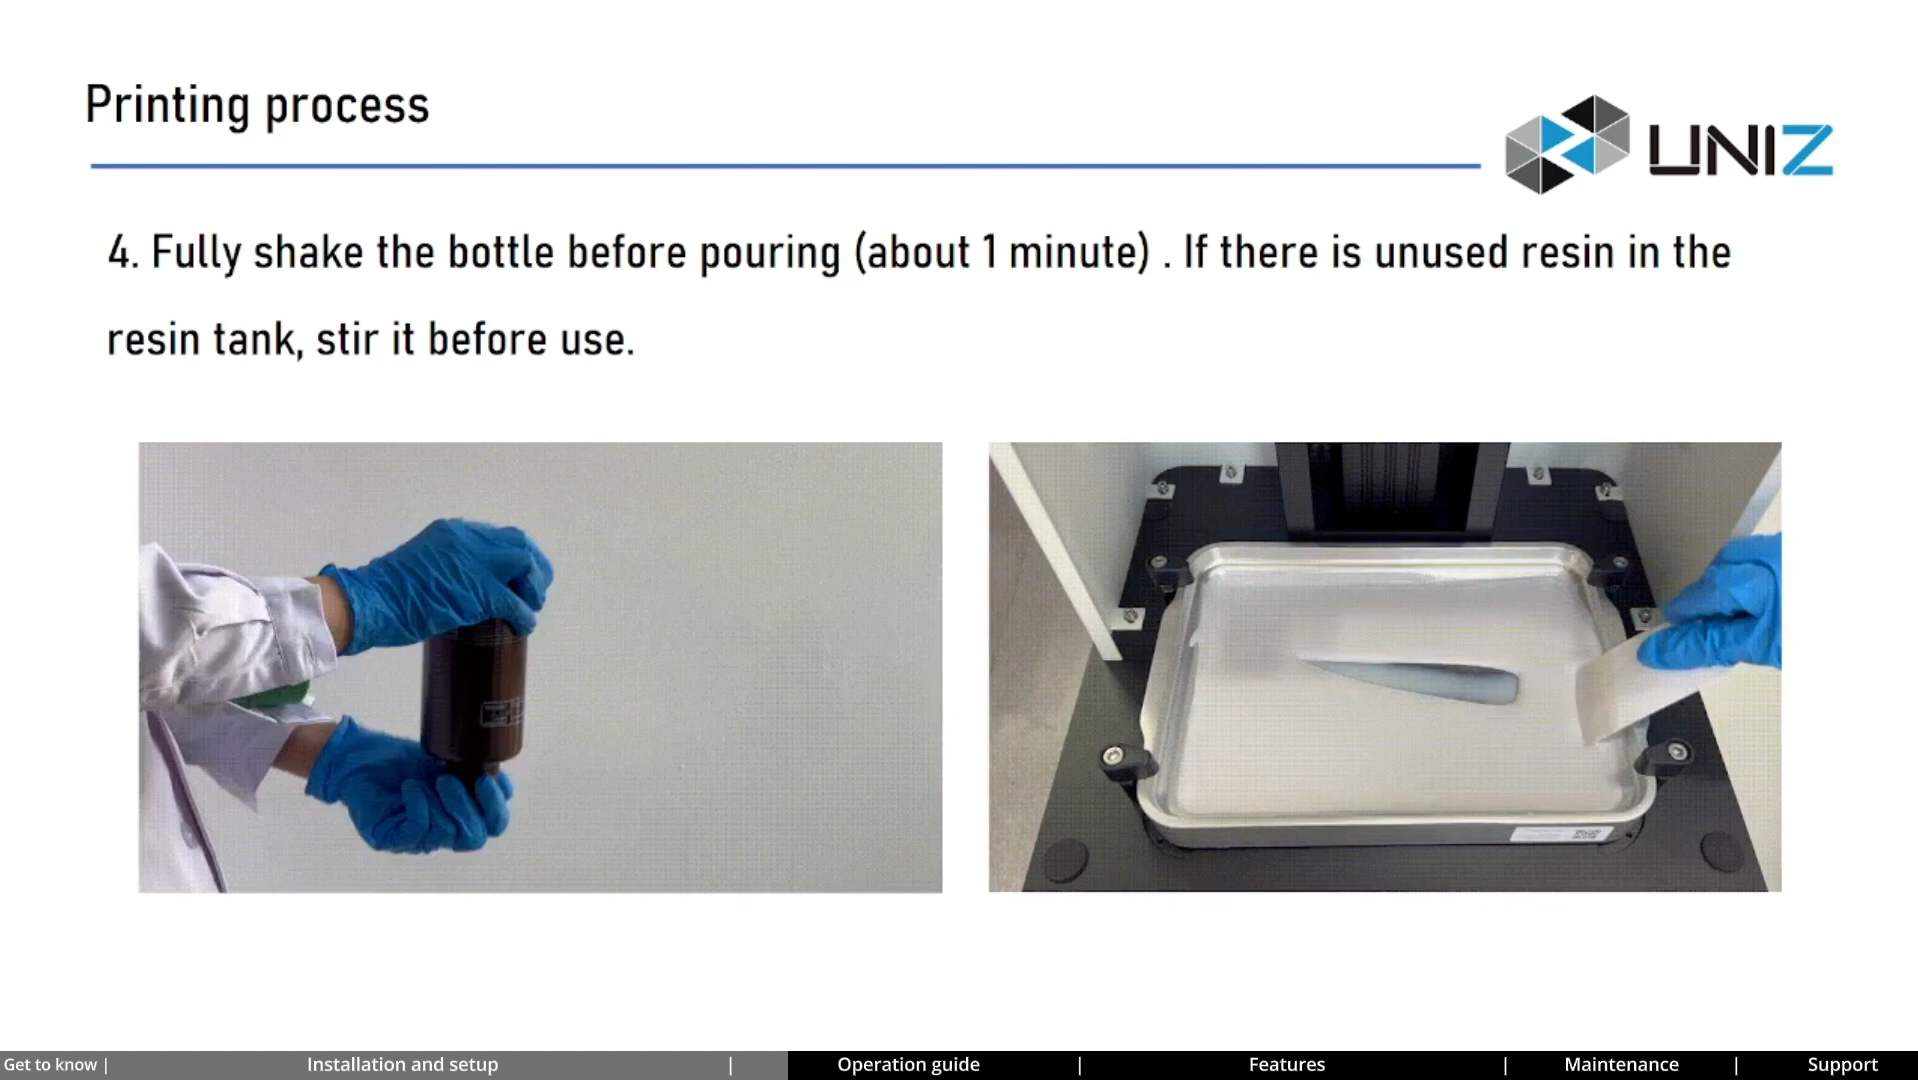 Printing process
UNIZ
4. Fully shake the bottle before pouring (about 1 minute) . If there is unused resin in the
resin tank, stir it before use.
Get to know | Installation and setup | Operation guide | Features | Maintenance | Support